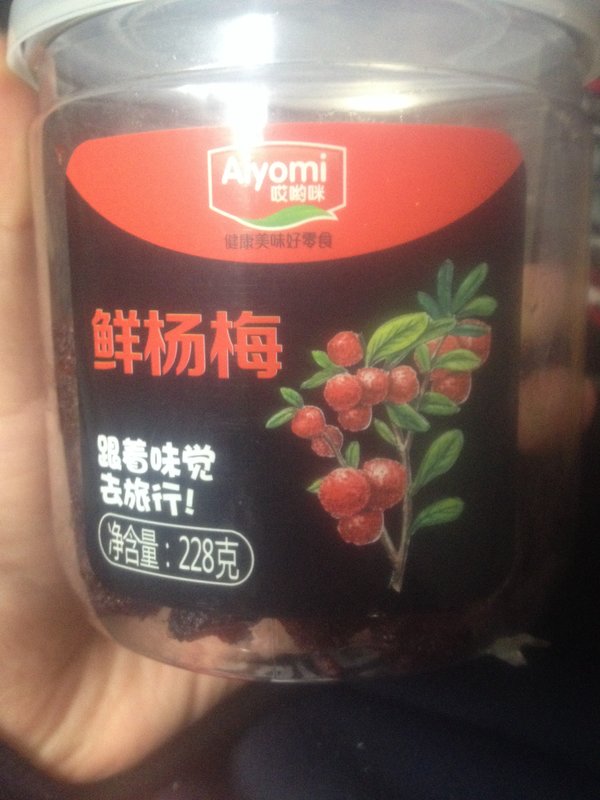 Aiyomi
哎哟咪
健康美味好零食
鲜杨梅
跟着味觉
去旅行!
净含量：228克